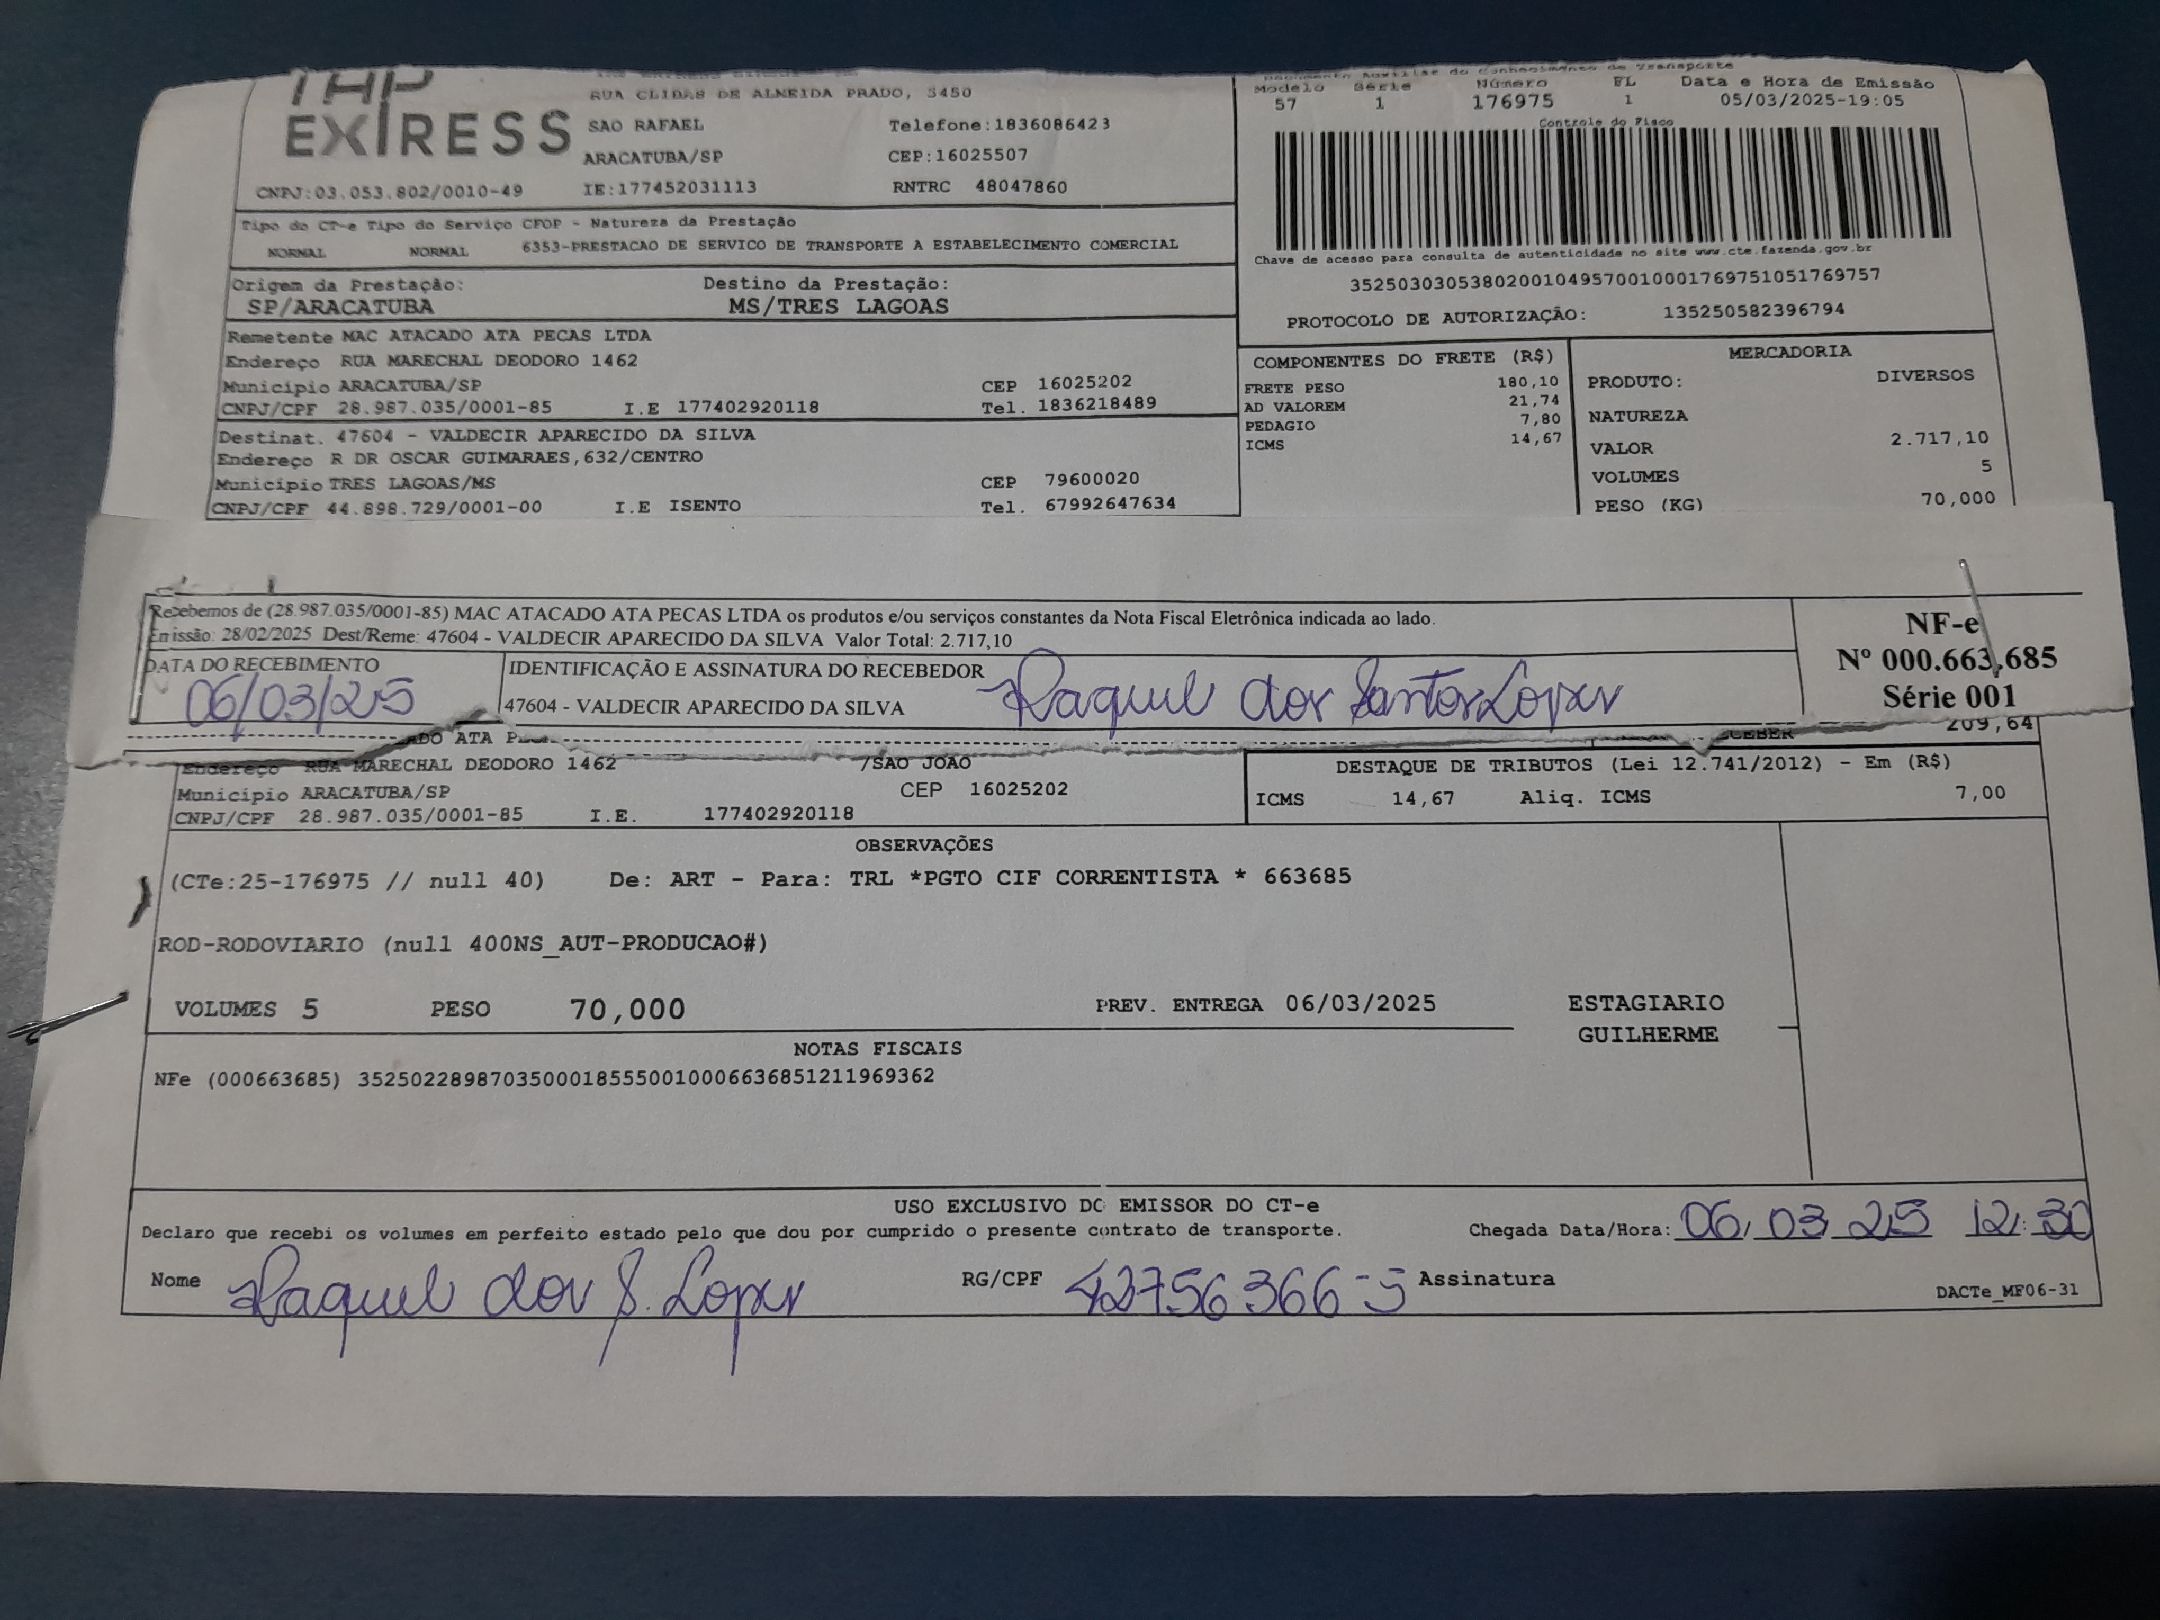 EXPRESS
RUA CLIBAS DE ALMEIDA PRADO, 3450
SAO RAFAEL Telefone:1836086423
ARACATUBA/SP CEP:16025507
CNPJ:03.053.802/0010-49 IE:177452031113 RNTRC 48047860
Documento Auxiliar do Conhecimento de Transporte
Modelo Série Número FL Data e Hora de Emissão
57 1 176975 1 05/03/2025-19:05
Controle do Fisco
Chave de acesso para consulta de autenticidade no site www.cte.fazenda.gov.br
35250303053802001049570010001769751051769757
PROTOCOLO DE AUTORIZAÇÃO: 135250582396794
Tipo do CT-e Tipo do Serviço CFOP - Natureza da Prestação
NORMAL NORMAL 6353-PRESTACAO DE SERVICO DE TRANSPORTE A ESTABELECIMENTO COMERCIAL
Origem da Prestação: Destino da Prestação:
SP/ARACATUBA MS/TRES LAGOAS
Remetente MAC ATACADO ATA PECAS LTDA
Endereço RUA MARECHAL DEODORO 1462
Município ARACATUBA/SP CEP 16025202
CNPJ/CPF 28.987.035/0001-85 I.E 177402920118 Tel. 1836218489
Destinat. 47604 - VALDECIR APARECIDO DA SILVA
Endereço R DR OSCAR GUIMARAES,632/CENTRO
Município TRES LAGOAS/MS CEP 79600020
CNPJ/CPF 44.898.729/0001-00 I.E ISENTO Tel. 67992647634
COMPONENTES DO FRETE (R$)
FRETE PESO 180,10
AD VALOREM 21,74
PEDAGIO 7,80
ICMS 14,67
MERCADORIA
PRODUTO: DIVERSOS
NATUREZA
VALOR 2.717,10
VOLUMES 5
PESO (KG) 70,000
Recebemos de (28.987.035/0001-85) MAC ATACADO ATA PECAS LTDA os produtos e/ou serviços constantes da Nota Fiscal Eletrônica indicada ao lado.
Emissão: 28/02/2025 Dest/Reme: 47604 - VALDECIR APARECIDO DA SILVA Valor Total: 2.717,10
DATA DO RECEBIMENTO IDENTIFICAÇÃO E ASSINATURA DO RECEBEDOR
06/03/25 47604 - VALDECIR APARECIDO DA SILVA Raquel dos Santos Lopes
NF-e
Nº 000.663,685
Série 001
ADO ATA CEBER 209,64
Endereço RUA MARECHAL DEODORO 1462 /SAO JOAO
Município ARACATUBA/SP CEP 16025202
CNPJ/CPF 28.987.035/0001-85 I.E. 177402920118
DESTAQUE DE TRIBUTOS (Lei 12.741/2012) - Em (R$)
ICMS 14,67 Aliq. ICMS 7,00
OBSERVAÇÕES
(CTe:25-176975 // null 40) De: ART - Para: TRL *PGTO CIF CORRENTISTA * 663685
ROD-RODOVIARIO (null 400NS_AUT-PRODUCAO#)
VOLUMES 5 PESO 70,000 PREV. ENTREGA 06/03/2025 ESTAGIARIO
GUILHERME
NOTAS FISCAIS
NFe (000663685) 35250228987035000185550010006636851211969362
USO EXCLUSIVO DO EMISSOR DO CT-e
Declaro que recebi os volumes em perfeito estado pelo que dou por cumprido o presente contrato de transporte. Chegada Data/Hora: 06/03/25 12:30
Nome Raquel dos S. Lopes RG/CPF 42756366-5 Assinatura
DACTe_MF06-31